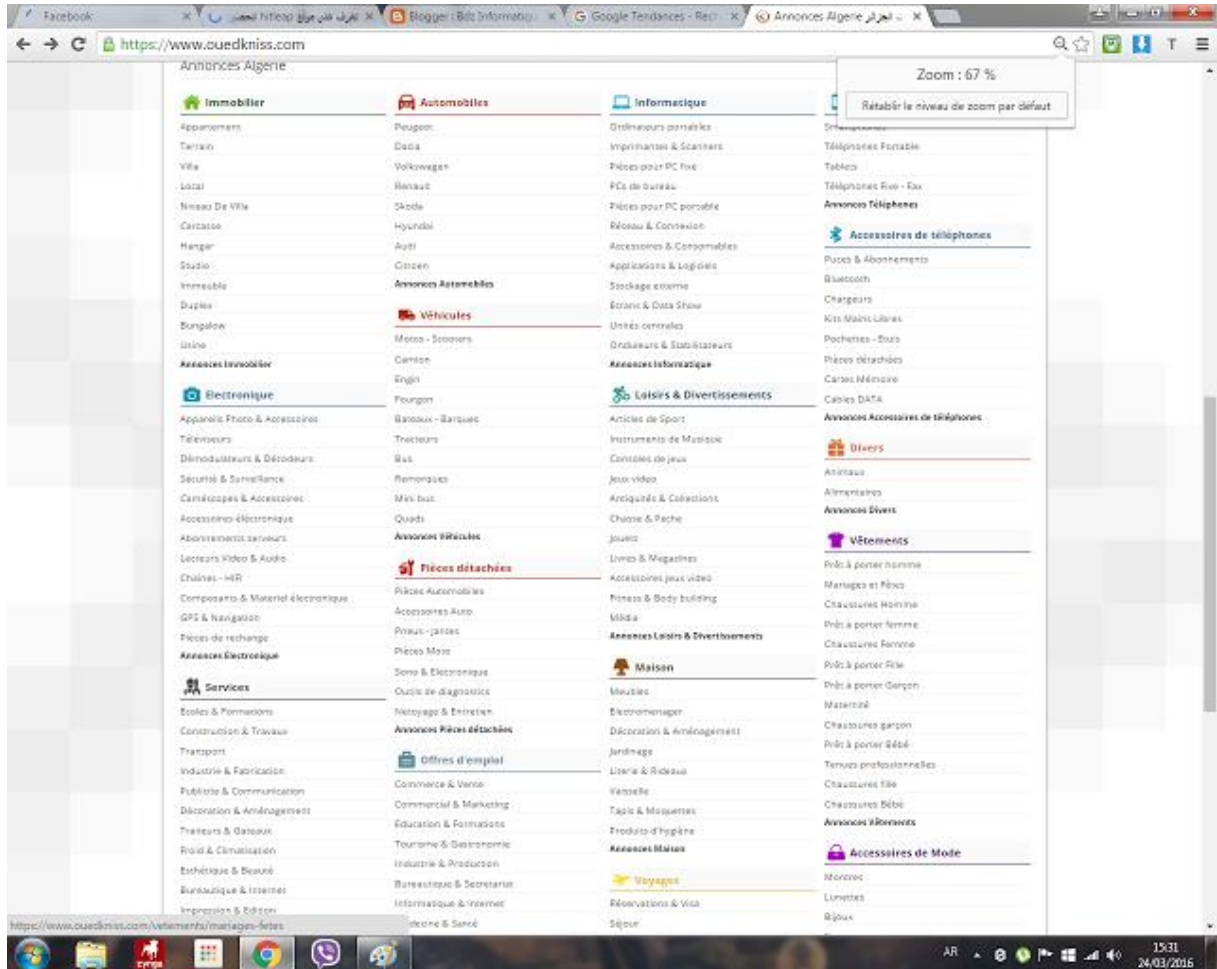 Facebook
Blogger : Bdz Informatiqu
Google Tendances - Rech
Annonces Algerie
https://www.ouedkniss.com
Zoom : 67 %
Rétablir le niveau de zoom par défaut
Annonces Algerie
Immobilier
Appartement
Terrain
Villa
Local
Niveau De Villa
Carcasse
Hangar
Studio
Immeuble
Duplex
Bungalow
Usine
Annonces Immobilier
Electronique
Appareils Photo & Accessoires
Téléviseurs
Démodulateurs & Décodeurs
Sécurité & Surveillance
Caméscopes & Accessoires
Accessoires éléctronique
Abonnements serveurs
Lecteurs Video & Audio
Chaines - HIFI
Composants & Materiel électronique
GPS & Navigation
Pièces de rechange
Annonces Electronique
Services
Ecoles & Formations
Construction & Travaux
Transport
Industrie & Fabrication
Publicité & Communication
Décoration & Aménagement
Traiteurs & Gateaux
Froid & Climatisation
Esthétique & Beauté
Bureautique & Internet
Impression & Edition
Automobiles
Peugeot
Dacia
Volkswagen
Renault
Skoda
Hyundai
Audi
Citroen
Annonces Automobiles
Véhicules
Motos - Scooters
Camion
Engin
Fourgon
Bateaux - Barques
Tracteurs
Bus
Remorques
Mini bus
Quads
Annonces Véhicules
Pièces détachées
Pièces Automobiles
Accessoires Auto
Pneus - Jantes
Pièces Moto
Sono & Electronique
Outils de diagnostics
Nettoyage & Entretien
Annonces Pièces détachées
Offres d'emploi
Commerce & Vente
Commercial & Marketing
Education & Formations
Tourisme & Gastronomie
Industrie & Production
Bureautique & Secretariat
Informatique & Internet
Santé
Informatique
Ordinateurs portables
Imprimantes & Scanners
Pièces pour PC fixe
PCs de bureau
Pièces pour PC portable
Réseau & Connexion
Accessoires & Consomables
Applications & Logiciels
Stockage externe
Ecrans & Data Show
Unités centrales
Onduleurs & Stabilisateurs
Annonces Informatique
Loisirs & Divertissements
Articles de Sport
Instruments de Musique
Consoles de jeux
Jeux video
Antiquités & Collections
Chasse & Peche
Jouets
Livres & Magazines
Accessoires jeux video
Fitness & Body building
Média
Annonces Loisirs & Divertissements
Maison
Meubles
Electromenager
Décoration & Aménagement
Jardinage
Literie & Rideaux
Vaisselle
Tapis & Moquettes
Produits d'hygiène
Annonces Maison
Voyages
Réservations & Visa
Séjour
Smartphones
Téléphones Portable
Tablets
Téléphones Fixe - Fax
Annonces Téléphones
Accessoires de téléphones
Puces & Abonnements
Bluetooth
Chargeurs
Kits Mains Libres
Pochettes - Etuis
Pièces détachées
Cartes Mémoire
Cables DATA
Annonces Accessoires de téléphones
Divers
Animaux
Alimentaires
Annonces Divers
Vêtements
Prêt à porter homme
Mariages et Fêtes
Chaussures Homme
Prêt à porter femme
Chaussures Femme
Prêt à porter Fille
Prêt à porter Garçon
Maternité
Chaussures garçon
Prêt à porter Bébé
Tenues professionnelles
Chaussures fille
Chaussures Bébé
Annonces Vêtements
Accessoires de Mode
Montres
Lunettes
Bijoux
https://www.ouedkniss.com/vetements/mariages-fetes
AR
15:31
24/03/2016